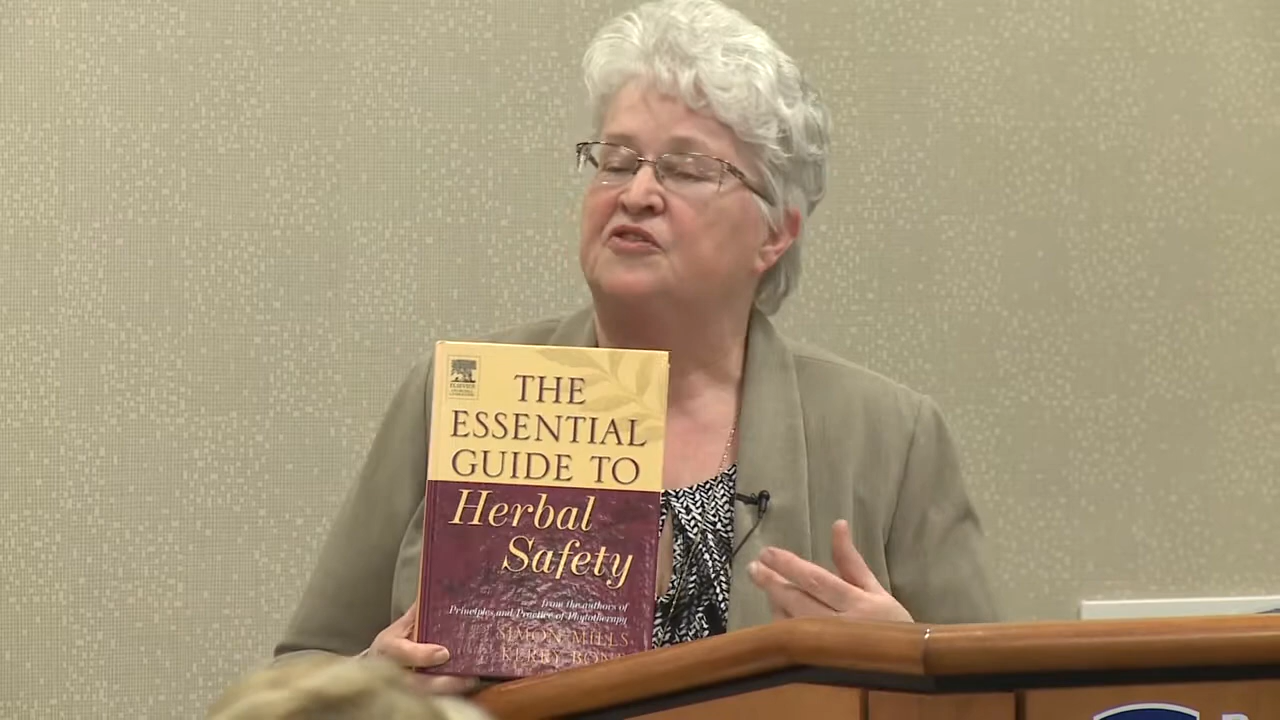 ELSEVIER
THE
ESSENTIAL
GUIDE TO
Herbal
Safety
from the authors of
Principles and Practice of Phytotherapy
SIMON MILLS
KERRY BONE